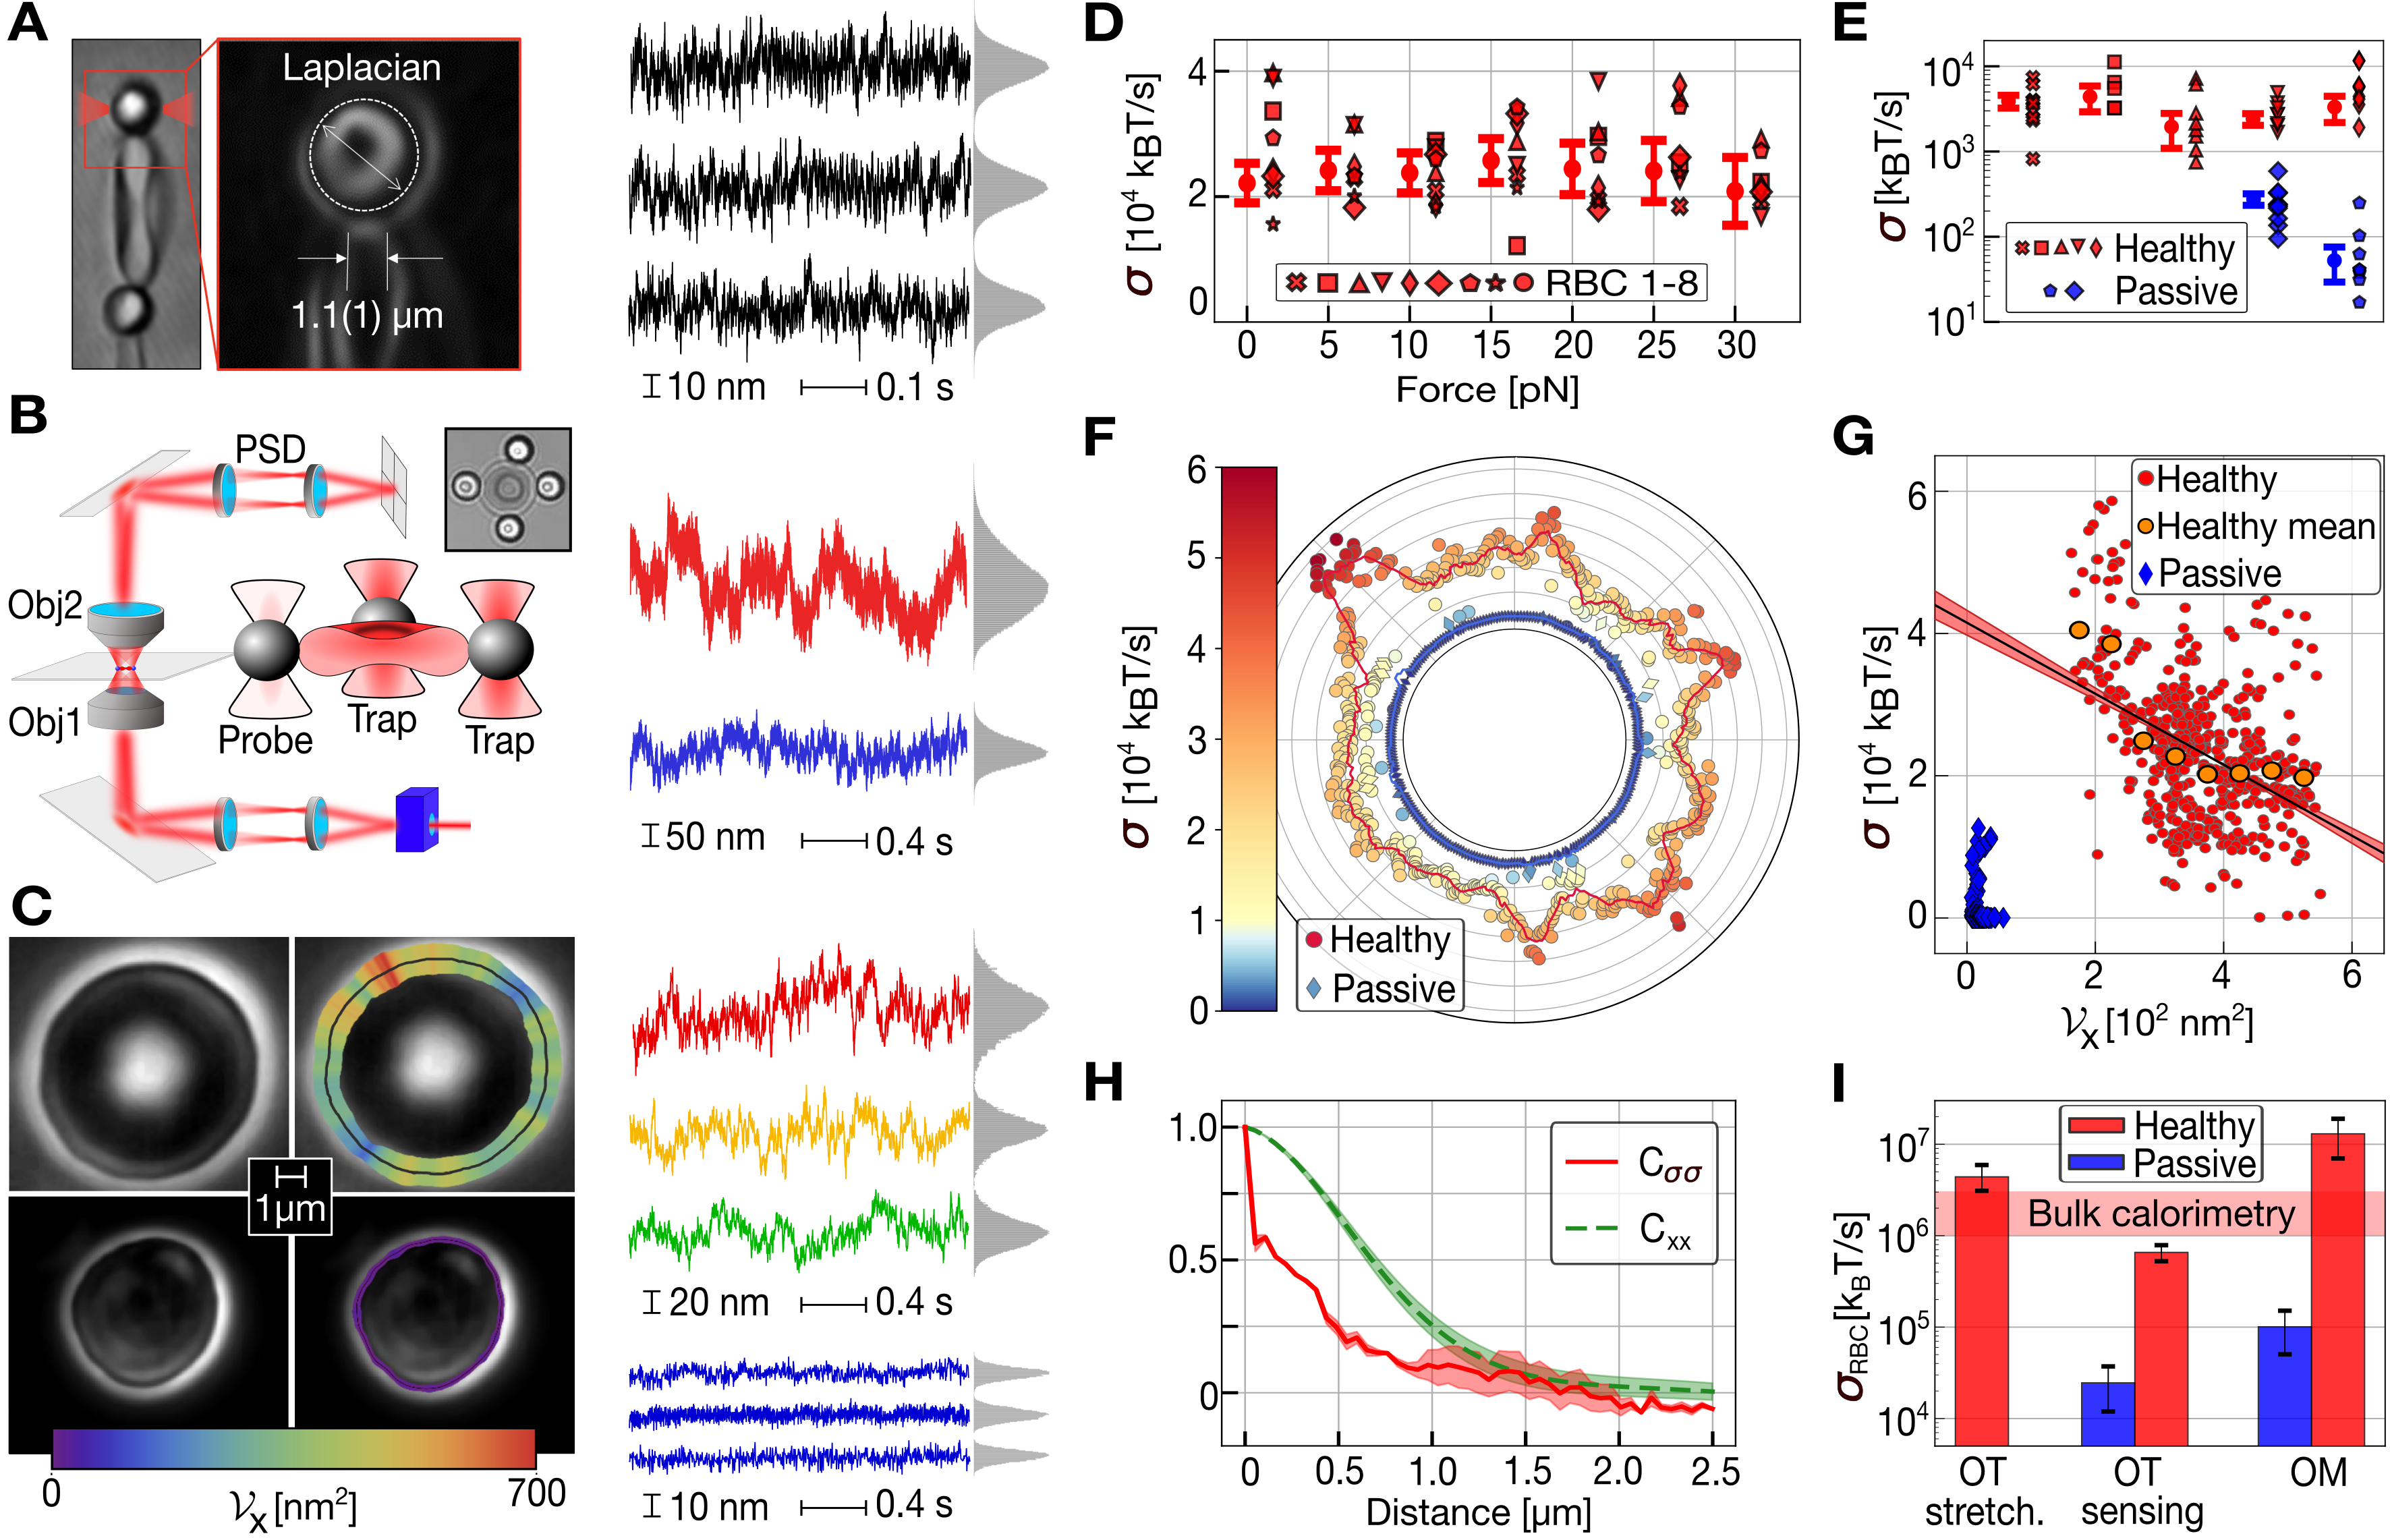 A
Laplacian
1.1(1) µm
10 nm
0.1 s
B
PSD
Obj2
Obj1
Probe
Trap
Trap
50 nm
0.4 s
C
1µm
0
700
𝒱x [nm²]
20 nm
0.4 s
10 nm
0.4 s
D
σ [10⁴ kBT/s]
4
2
0
RBC 1-8
0 5 10 15 20 25 30
Force [pN]
E
σ [kBT/s]
10⁴
10³
10²
10¹
Healthy
Passive
F
σ [10⁴ kBT/s]
6
5
4
3
2
1
0
Healthy
Passive
G
σ [10⁴ kBT/s]
6
4
2
0
Healthy
Healthy mean
Passive
0 2 4 6
𝒱x [10² nm²]
H
1.0
0.5
0
Cσσ
Cxx
0 0.5 1.0 1.5 2.0 2.5
Distance [µm]
I
σRBC [kBT/s]
10⁷
10⁶
10⁵
10⁴
Healthy
Passive
Bulk calorimetry
OT stretch.
OT sensing
OM